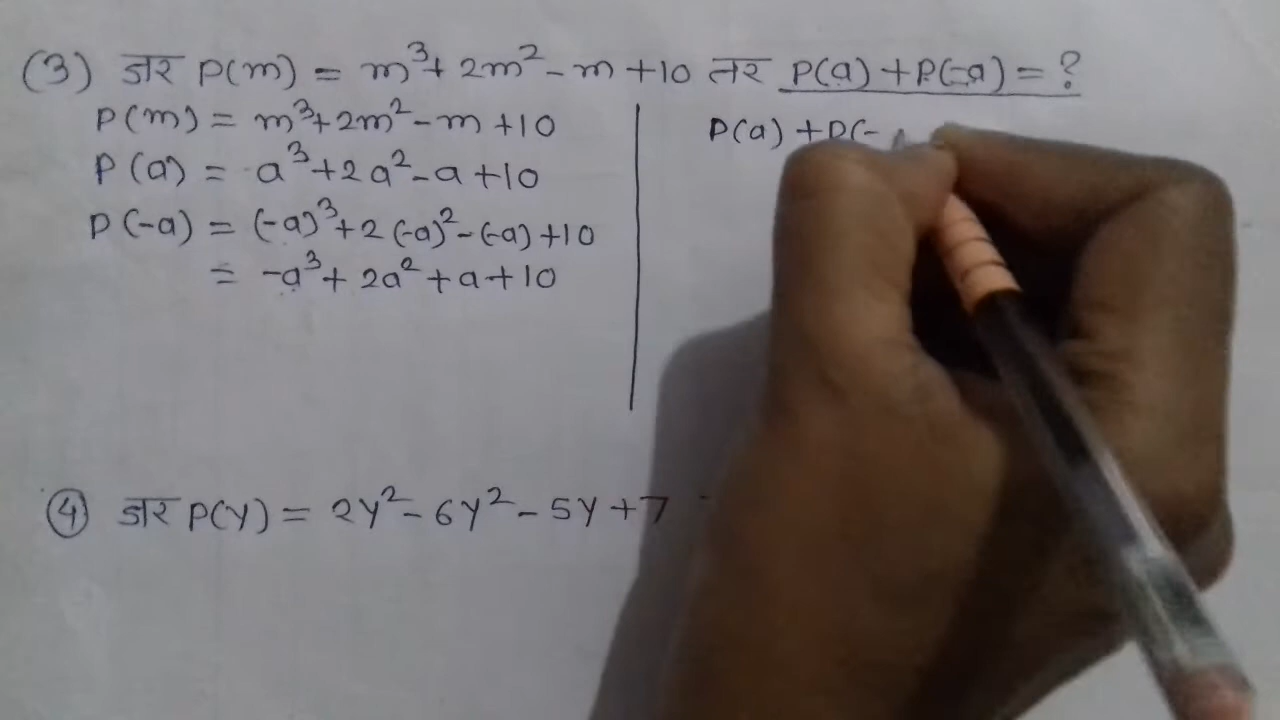 (3) जर P(m) = m³+ 2m² - m +10 तर P(a) +P(-a) = ?
P(m) = m³+2m² - m +10
P(a) = a³ +2a² - a +10
P(-a) = (-a)³+2(-a)² - (-a) +10
= -a³ + 2a² + a + 10
P(a) +P(-
④ जर P(y) = 2y² - 6y² - 5y + 7